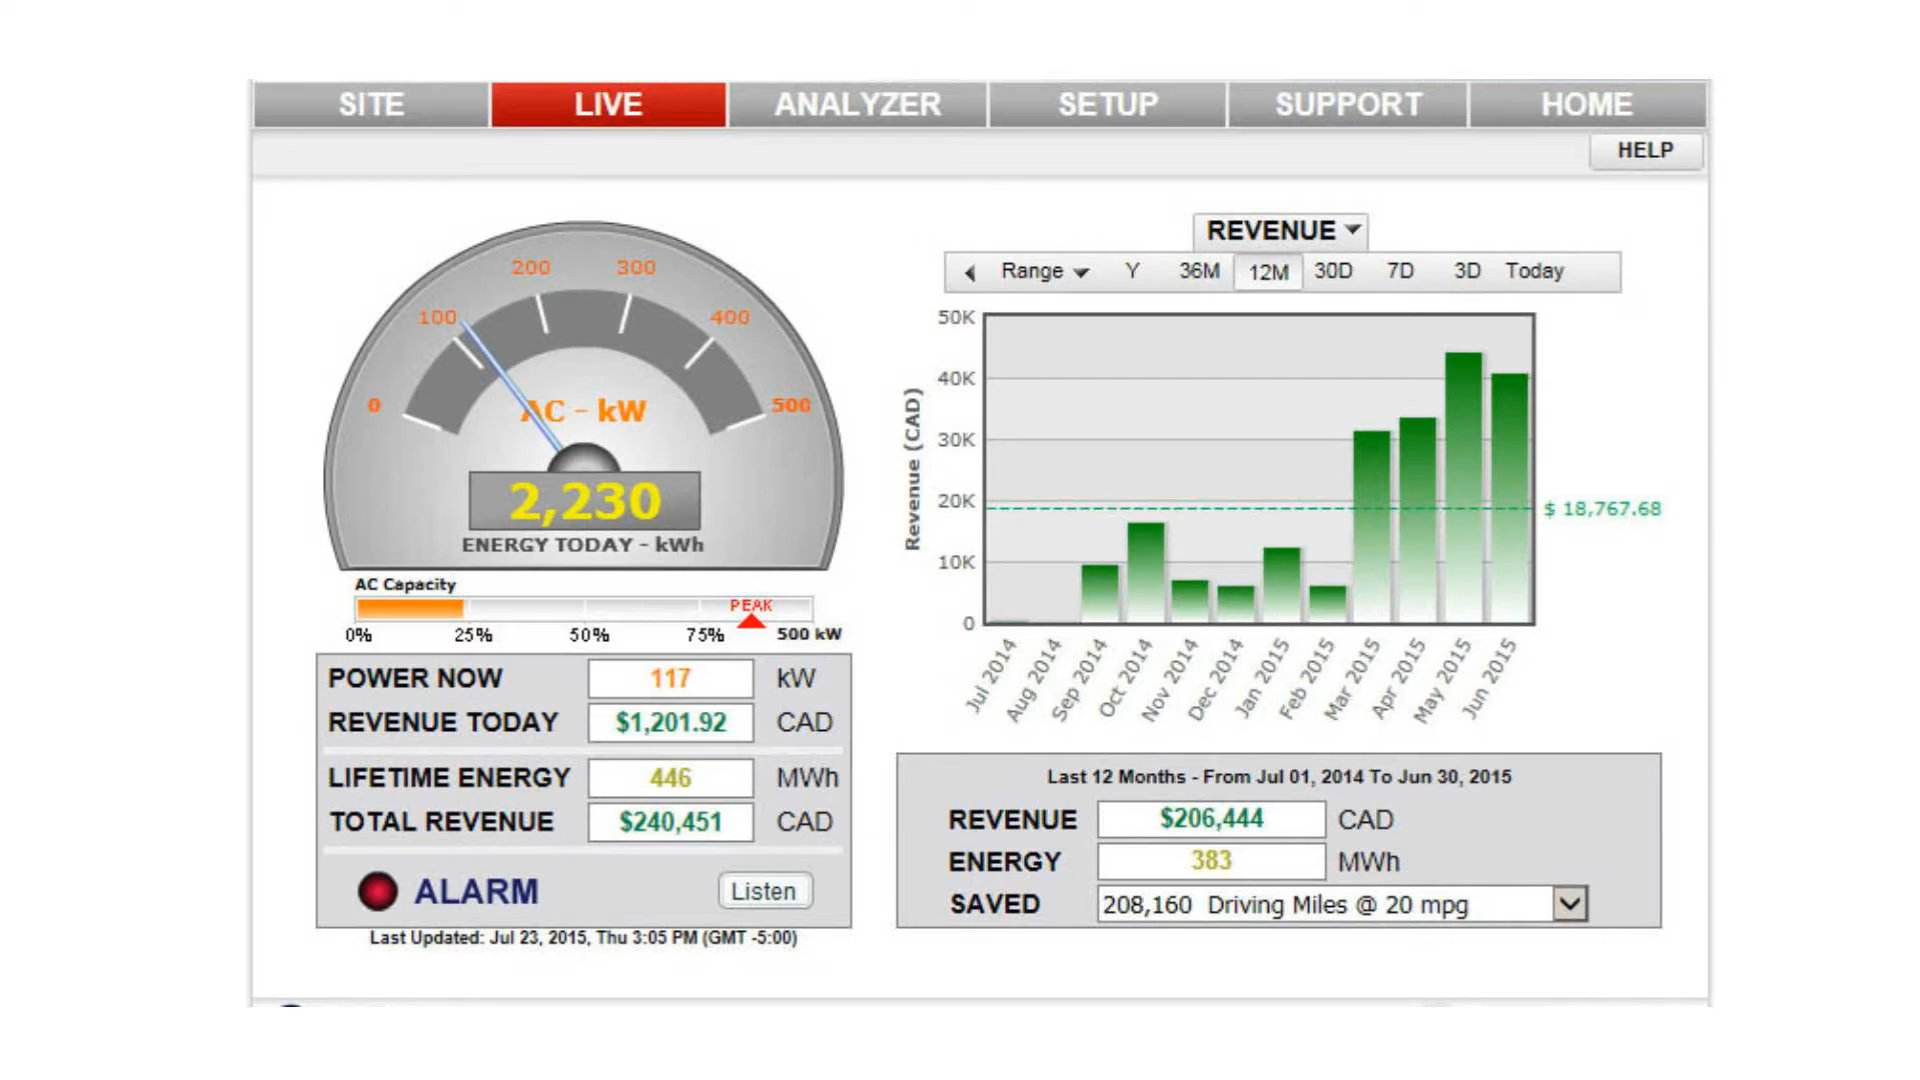 SITE LIVE ANALYZER SETUP SUPPORT HOME
HELP
0 100 200 300 400 500
AC - kW
2,230
ENERGY TODAY - kWh
AC Capacity
PEAK
0% 25% 50% 75% 500 kW
POWER NOW 117 kW
REVENUE TODAY $1,201.92 CAD
LIFETIME ENERGY 446 MWh
TOTAL REVENUE $240,451 CAD
ALARM Listen
Last Updated: Jul 23, 2015, Thu 3:05 PM (GMT -5:00)
REVENUE
Range Y 36M 12M 30D 7D 3D Today
Revenue (CAD)
50K
40K
30K
20K
10K
0
$ 18,767.68
Jul 2014 Aug 2014 Sep 2014 Oct 2014 Nov 2014 Dec 2014 Jan 2015 Feb 2015 Mar 2015 Apr 2015 May 2015 Jun 2015
Last 12 Months - From Jul 01, 2014 To Jun 30, 2015
REVENUE $206,444 CAD
ENERGY 383 MWh
SAVED 208,160 Driving Miles @ 20 mpg